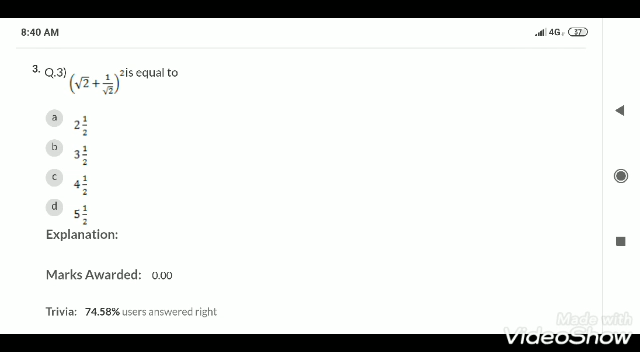 8:40 AM
4G 37
3. Q.3) (√2 + 1/√2)² is equal to
a 2 1/2
b 3 1/2
c 4 1/2
d 5 1/2
Explanation:
Marks Awarded: 0.00
Trivia: 74.58% users answered right
Made with
VideoShow